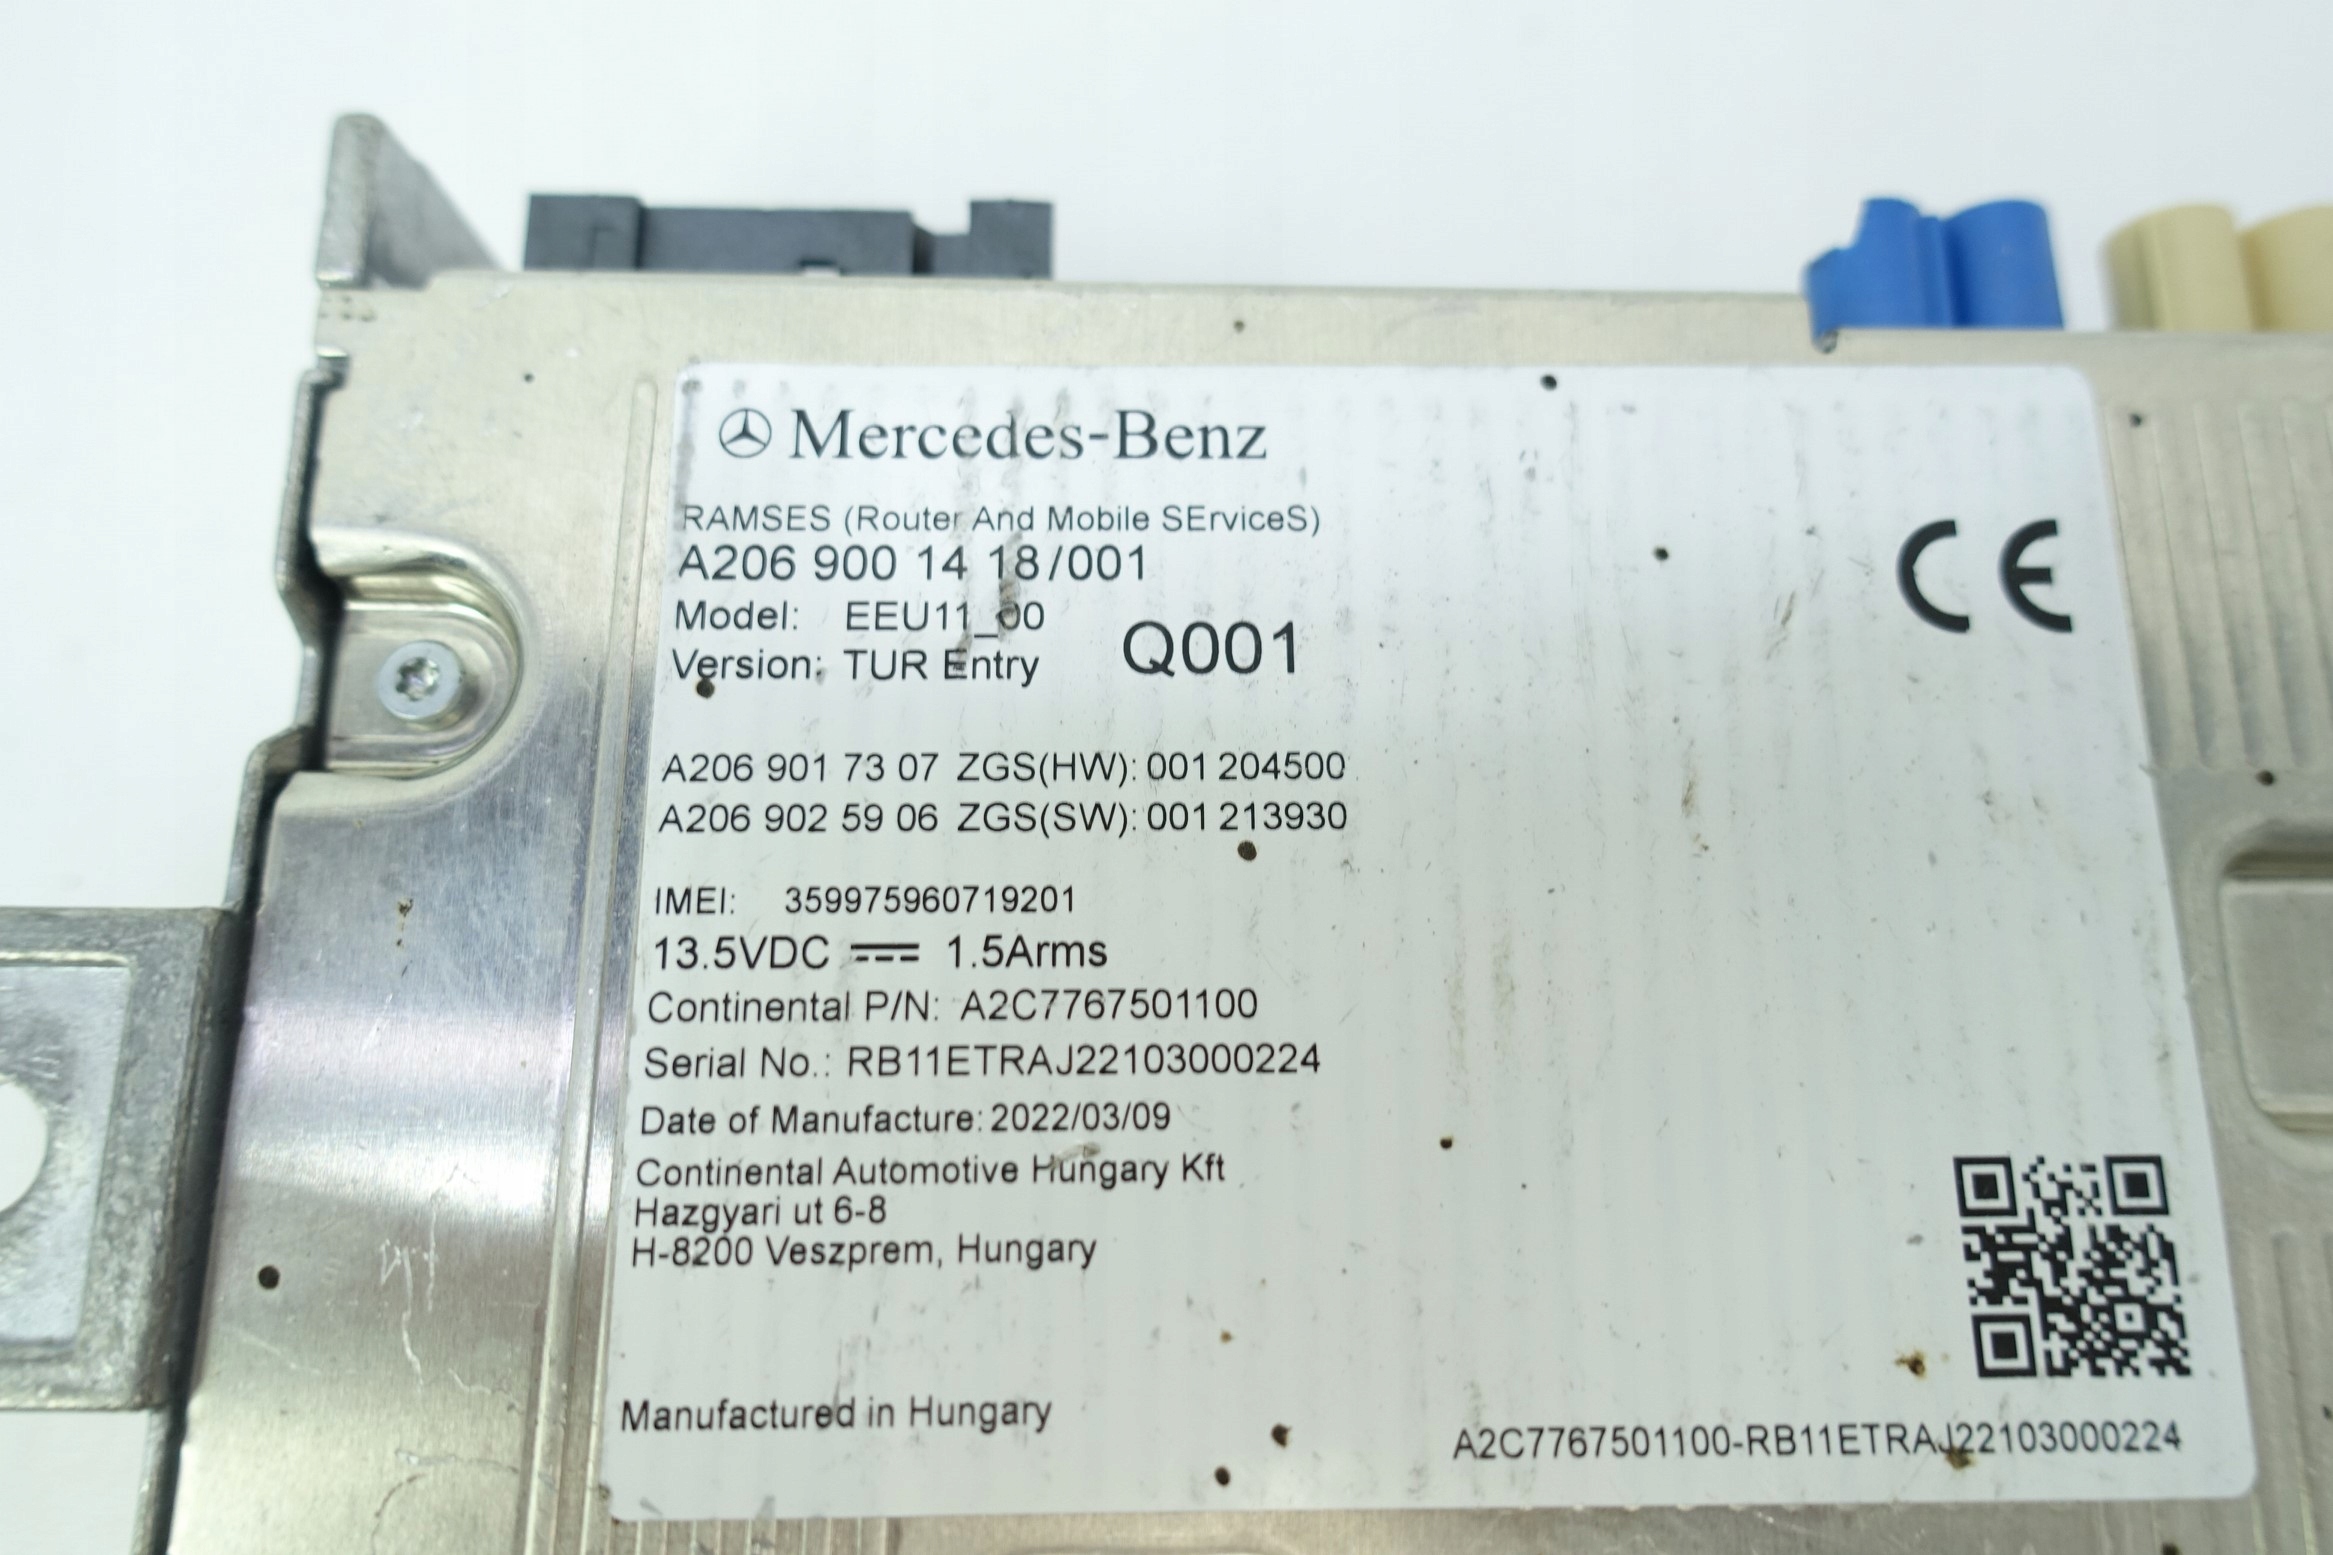 Mercedes-Benz
RAMSES (Router And Mobile SErviceS)
A206 900 14 18/001
Model: EEU11_00
Version: TUR Entry
Q001
CE
A206 901 73 07 ZGS(HW): 001 204500
A206 902 59 06 ZGS(SW): 001 213930
IMEI: 359975960719201
13.5VDC 1.5Arms
Continental P/N: A2C7767501100
Serial No.: RB11ETRAJ22103000224
Date of Manufacture: 2022/03/09
Continental Automotive Hungary Kft
Hazgyari ut 6-8
H-8200 Veszprem, Hungary
Manufactured in Hungary
A2C7767501100-RB11ETRAJ22103000224